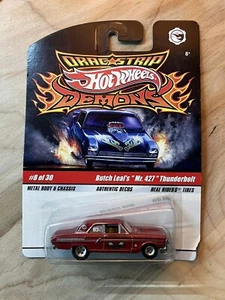 DRAG★STRIP
Hot Wheels
DEMONS
8+
#8 of 30
Butch Leal's "Mr. 427" Thunderbolt
METAL BODY & CHASSIS
AUTHENTIC DECOS
REAL RIDERS® TIRES